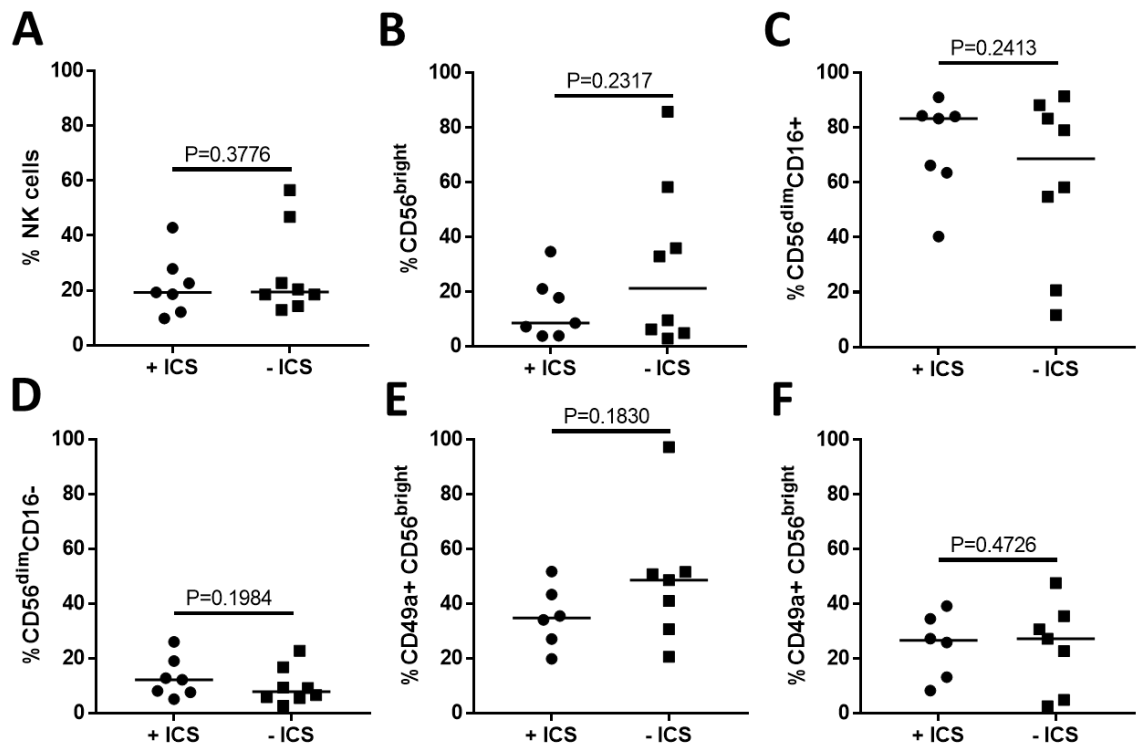 A
% NK cells
100
80
60
40
20
0
P=0.3776
+ ICS
- ICS
B
% CD56bright
100
80
60
40
20
0
P=0.2317
+ ICS
- ICS
C
% CD56dimCD16+
100
80
60
40
20
0
P=0.2413
+ ICS
- ICS
D
% CD56dimCD16-
100
80
60
40
20
0
P=0.1984
+ ICS
- ICS
E
% CD49a+ CD56bright
100
80
60
40
20
0
P=0.1830
+ ICS
- ICS
F
% CD49a+ CD56bright
100
80
60
40
20
0
P=0.4726
+ ICS
- ICS